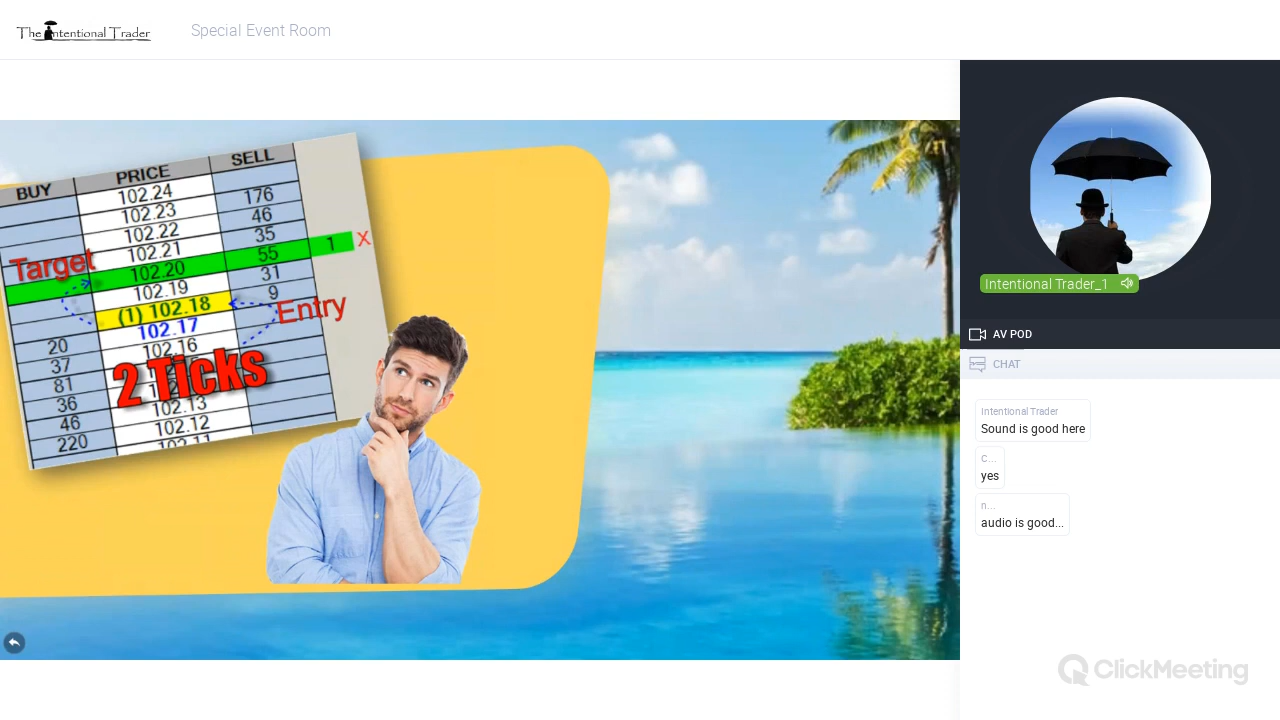 The Intentional Trader
Special Event Room
BUY PRICE SELL
102.24 176
102.23 46
102.22 35
102.21 55 1 X
Target
102.20 31
102.19 9
(1) 102.18
Entry
102.17
20 102.16
37
81
2 Ticks
36 102.13
46 102.12
220 102.11
Intentional Trader_1
AV POD
CHAT
Intentional Trader
Sound is good here
c...
yes
n...
audio is good...
ClickMeeting